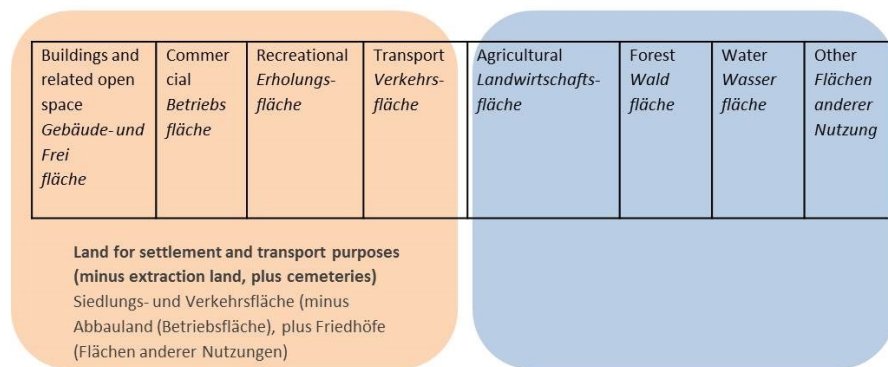 Buildings and
related open
space
Gebäude- und
Frei
fläche
Commer
cial
Betriebs
fläche
Recreational
Erholungs-
fläche
Transport
Verkehrs-
fläche
Agricultural
Landwirtschafts-
fläche
Forest
Wald
fläche
Water
Wasser
fläche
Other
Flächen
anderer
Nutzung
Land for settlement and transport purposes
(minus extraction land, plus cemeteries)
Siedlungs- und Verkehrsfläche (minus
Abbauland (Betriebsfläche), plus Friedhöfe
(Flächen anderer Nutzungen)